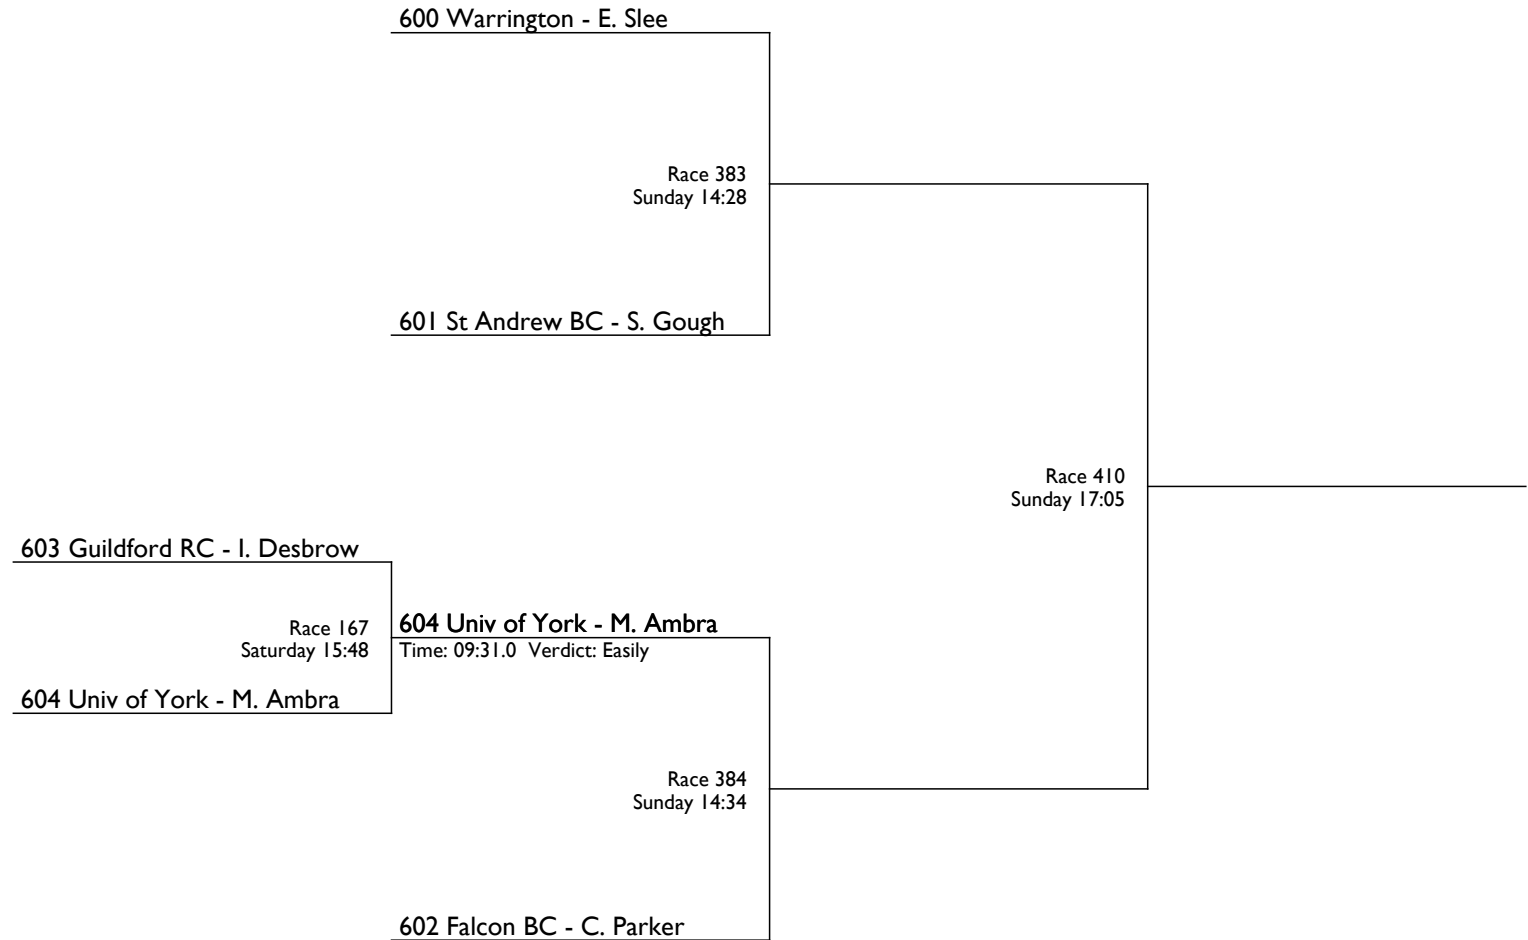 600 Warrington - E. Slee
Race 383
Sunday 14:28
601 St Andrew BC - S. Gough
Race 410
Sunday 17:05
603 Guildford RC - I. Desbrow
Race 167
Saturday 15:48
604 Univ of York - M. Ambra
Time: 09:31.0 Verdict: Easily
604 Univ of York - M. Ambra
Race 384
Sunday 14:34
602 Falcon BC - C. Parker